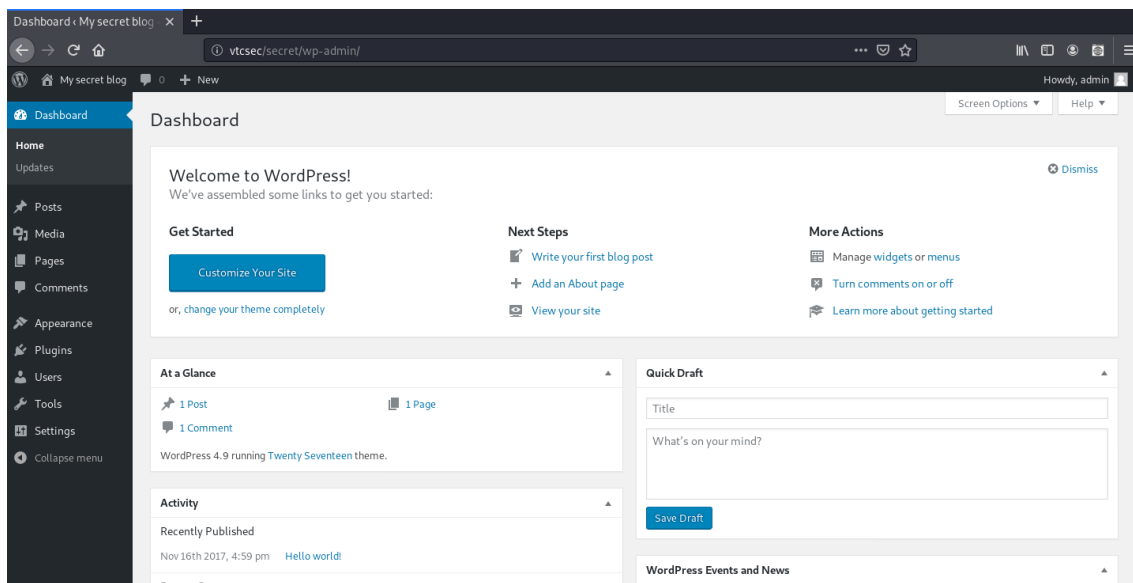 Dashboard ‹ My secret blog
vtcsec/secret/wp-admin/
My secret blog 0 + New Howdy, admin
Dashboard
Home
Updates
Posts
Media
Pages
Comments
Appearance
Plugins
Users
Tools
Settings
Collapse menu
Screen Options ▼ Help ▼
Dashboard
Welcome to WordPress!
We've assembled some links to get you started:
Dismiss
Get Started
Customize Your Site
or, change your theme completely
Next Steps
Write your first blog post
Add an About page
View your site
More Actions
Manage widgets or menus
Turn comments on or off
Learn more about getting started
At a Glance
1 Post 1 Page
1 Comment
WordPress 4.9 running Twenty Seventeen theme.
Activity
Recently Published
Nov 16th 2017, 4:59 pm Hello world!
Quick Draft
Title
What's on your mind?
Save Draft
WordPress Events and News